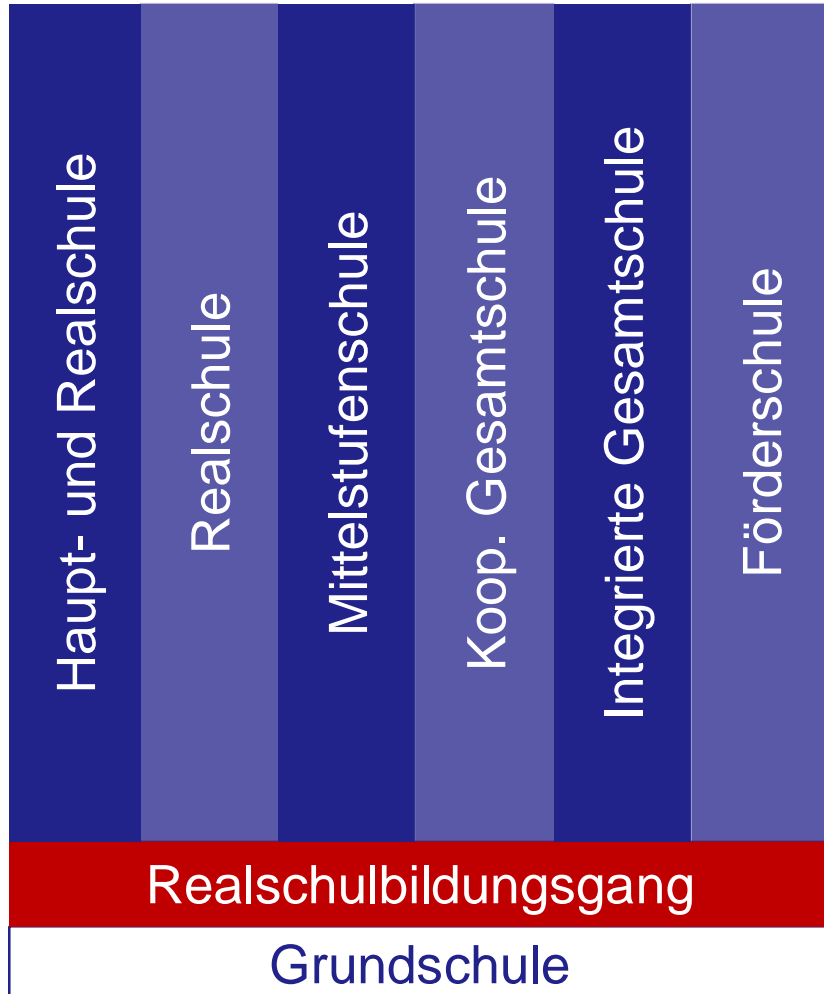 Haupt- und Realschule
Realschule
Mittelstufenschule
Koop. Gesamtschule
Integrierte Gesamtschule
Förderschule
Realschulbildungsgang
Grundschule